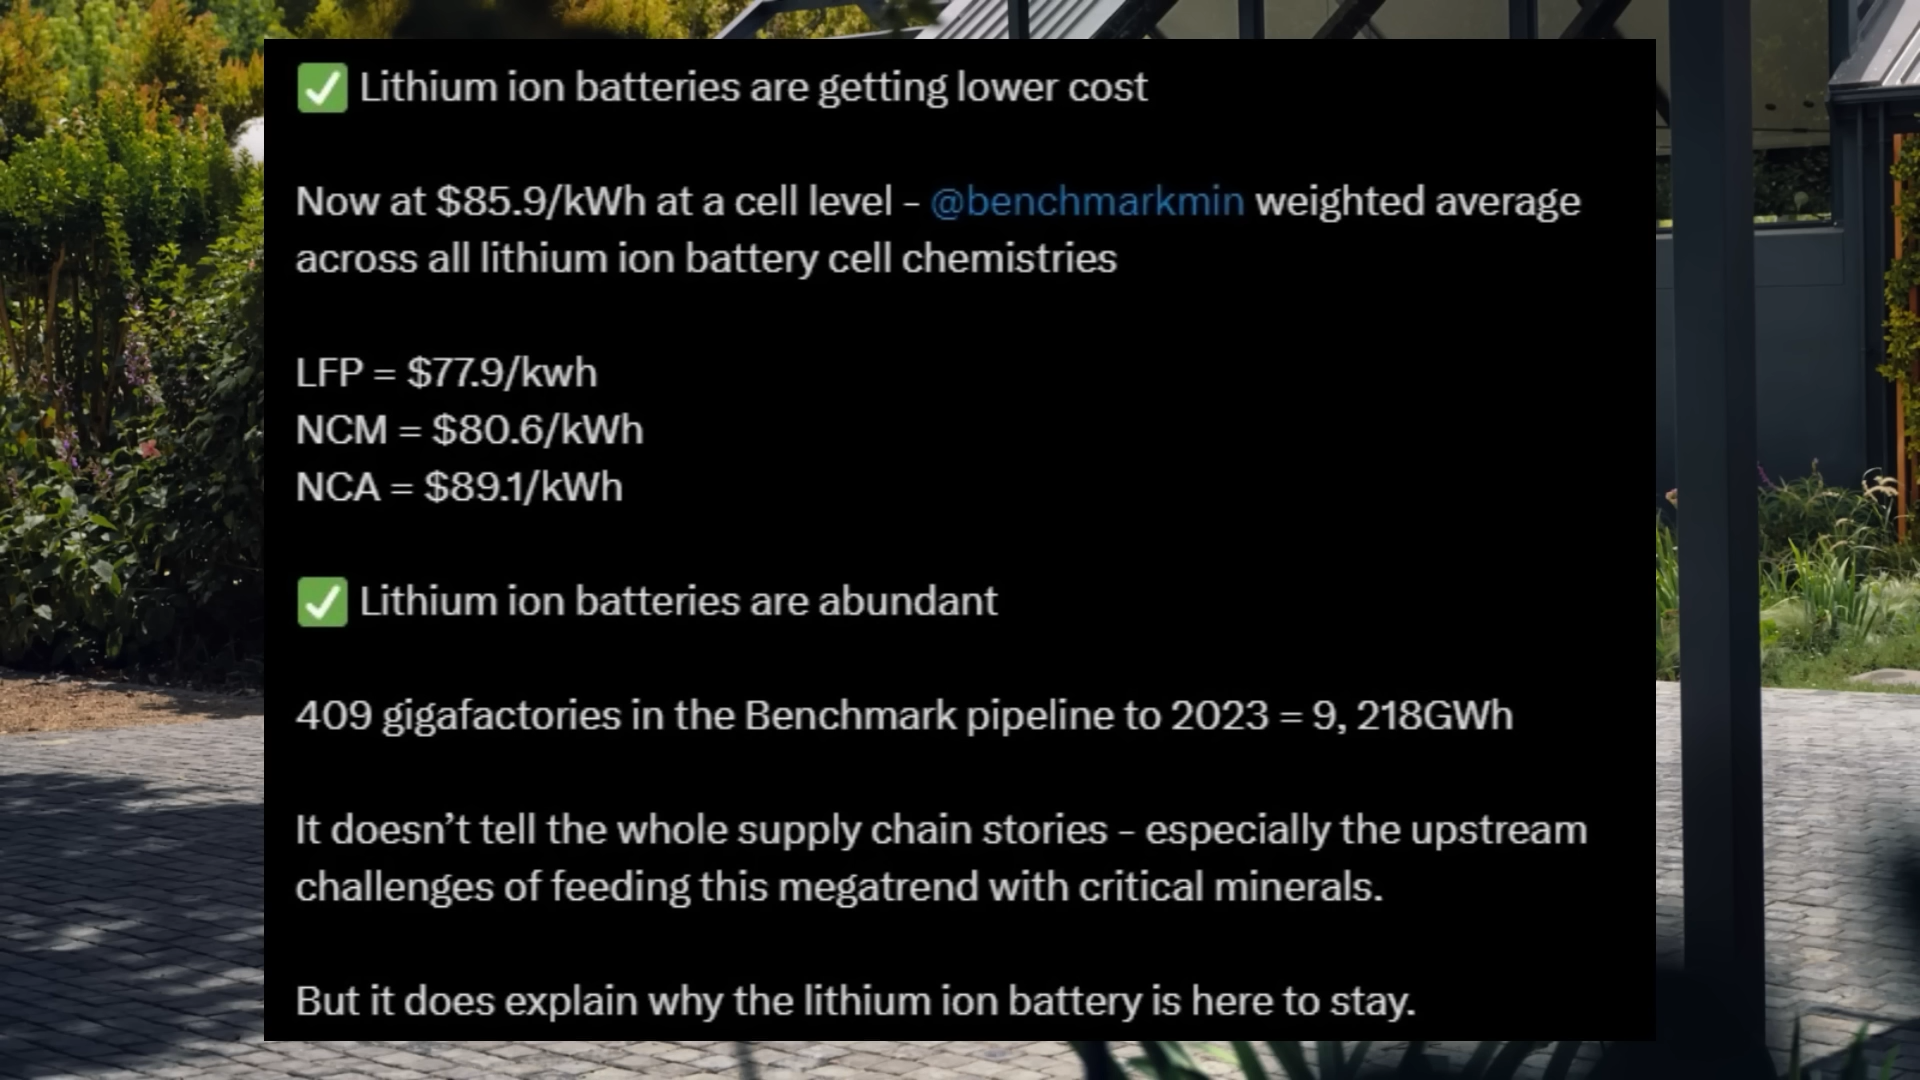 ✅ Lithium ion batteries are getting lower cost
Now at $85.9/kWh at a cell level - @benchmarkmin weighted average
across all lithium ion battery cell chemistries
LFP = $77.9/kwh
NCM = $80.6/kWh
NCA = $89.1/kWh
✅ Lithium ion batteries are abundant
409 gigafactories in the Benchmark pipeline to 2023 = 9, 218GWh
It doesn’t tell the whole supply chain stories - especially the upstream
challenges of feeding this megatrend with critical minerals.
But it does explain why the lithium ion battery is here to stay.